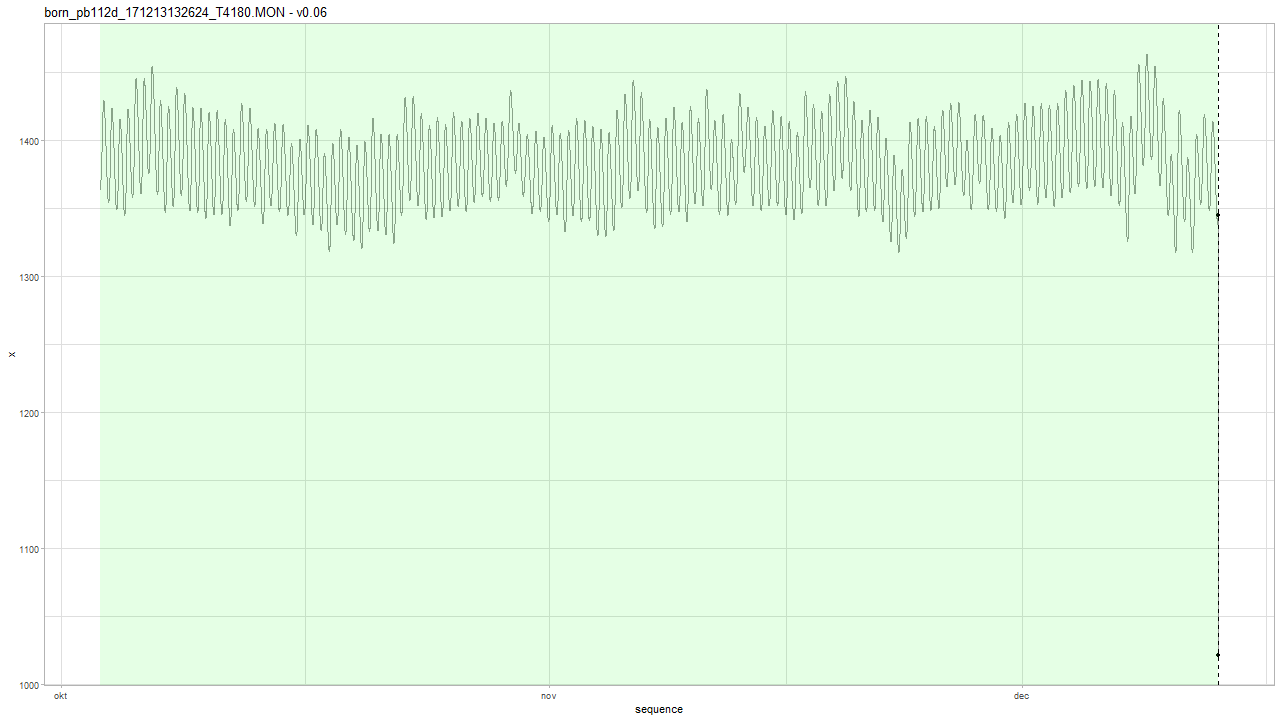 born_pb112d_171213132624_T4180.MON - v0.06
1400
1300
x
1200
1100
1000
okt
nov
dec
sequence